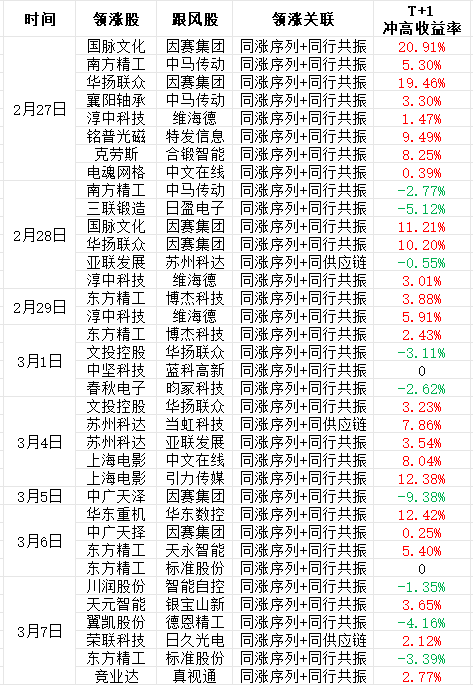 时间 领涨股 跟风股 领涨关联 T+1
冲高收益率
2月27日 国脉文化 因赛集团 同涨序列+同行共振 20.91%
南方精工 中马传动 同涨序列+同行共振 5.30%
华扬联众 因赛集团 同涨序列+同行共振 19.46%
襄阳轴承 中马传动 同涨序列+同行共振 3.30%
淳中科技 维海德 同涨序列+同行共振 1.47%
铭普光磁 特发信息 同涨序列+同行共振 9.49%
克劳斯 合锻智能 同涨序列+同行共振 8.25%
电魂网格 中文在线 同涨序列+同行共振 0.39%
2月28日 南方精工 中马传动 同涨序列+同行共振 -2.77%
三联锻造 日盈电子 同涨序列+同行共振 -5.12%
国脉文化 因赛集团 同涨序列+同行共振 11.21%
华扬联众 因赛集团 同涨序列+同行共振 10.20%
亚联发展 苏州科达 同涨序列+同供应链 -0.55%
淳中科技 维海德 同涨序列+同行共振 3.01%
2月29日 东方精工 博杰科技 同涨序列+同行共振 3.88%
淳中科技 维海德 同涨序列+同行共振 5.91%
3月1日 东方精工 博杰科技 同涨序列+同行共振 2.43%
文投控股 华扬联众 同涨序列+同行共振 -3.11%
中坚科技 蓝科高新 同涨序列+同行共振 0
春秋电子 昀冢科技 同涨序列+同行共振 -2.62%
3月4日 文投控股 华扬联众 同涨序列+同行共振 3.23%
苏州科达 当虹科技 同涨序列+同供应链 7.86%
苏州科达 亚联发展 同涨序列+同行共振 3.54%
上海电影 中文在线 同涨序列+同行共振 8.04%
上海电影 引力传媒 同涨序列+同行共振 12.38%
3月5日 中广天泽 因赛集团 同涨序列+同行共振 -9.38%
3月6日 华东重机 华东数控 同涨序列+同行共振 12.42%
中广天择 因赛集团 同涨序列+同行共振 0.25%
东方精工 天永智能 同涨序列+同行共振 5.40%
东方精工 标准股份 同涨序列+同行共振 0
3月7日 川润股份 智能自控 同涨序列+同行共振 -1.35%
天元智能 银宝山新 同涨序列+同行共振 3.65%
冀凯股份 德恩精工 同涨序列+同行共振 -4.16%
荣联科技 日久光电 同涨序列+同供应链 2.12%
东方精工 标准股份 同涨序列+同行共振 -3.39%
竞业达 真视通 同涨序列+同行共振 2.77%